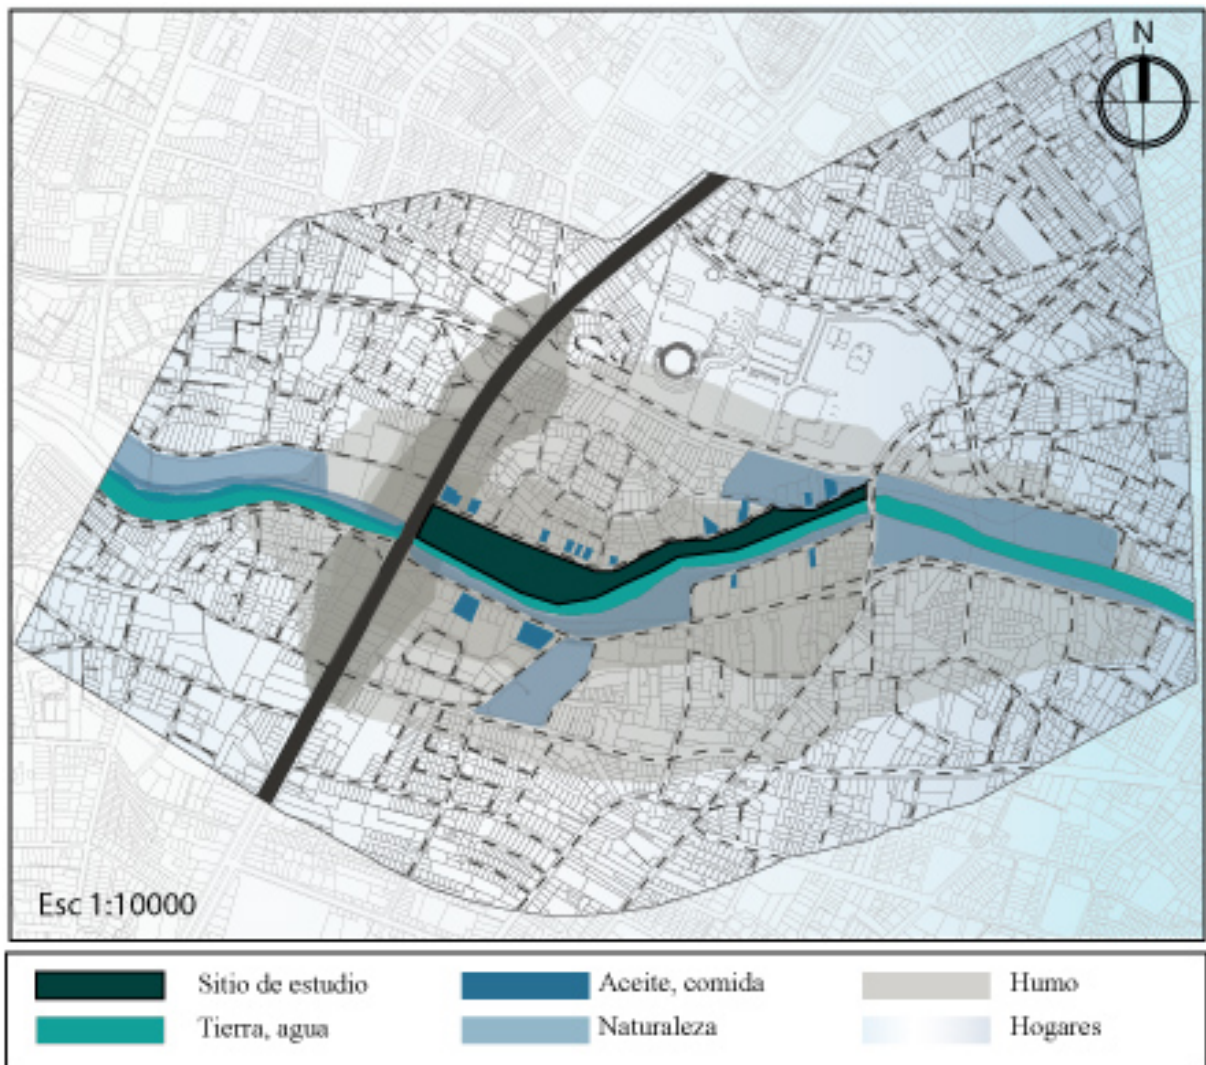 N
Esc 1:10000
Sitio de estudio
Aceite, comida
Humo
Tierra, agua
Naturaleza
Hogares